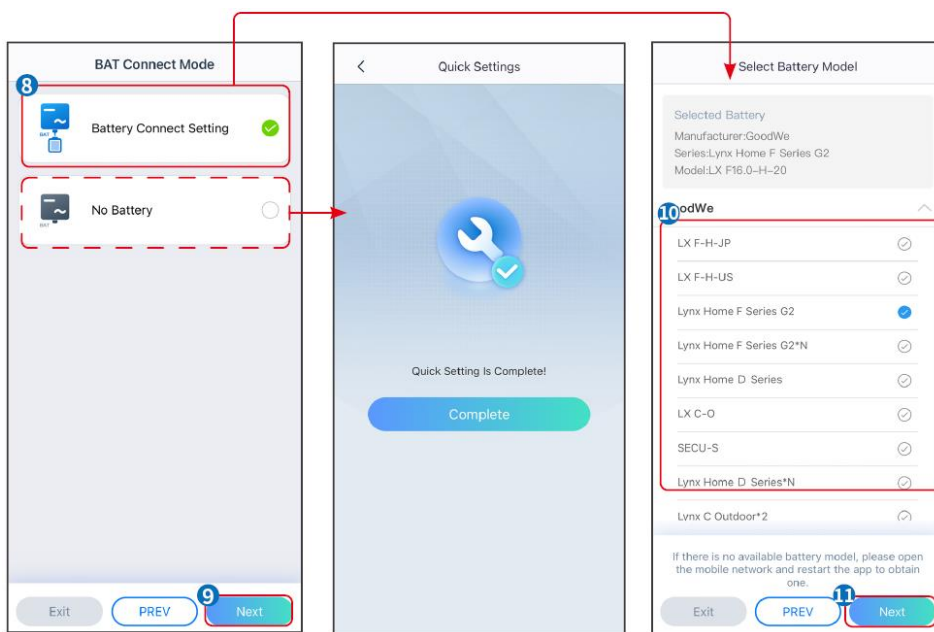 BAT Connect Mode
8
BAT
Battery Connect Setting
BAT
No Battery
9
Exit
PREV
Next
Quick Settings
Quick Setting Is Complete!
Complete
Select Battery Model
Selected Battery
Manufacturer:GoodWe
Series:Lynx Home F Series G2
Model:LX F16.0-H-20
10
odWe
LX F-H-JP
LX F-H-US
Lynx Home F Series G2
Lynx Home F Series G2*N
Lynx Home D Series
LX C-O
SECU-S
Lynx Home D Series*N
Lynx C Outdoor*2
If there is no available battery model, please open
the mobile network and restart the app to obtain
one.
11
Exit
PREV
Next